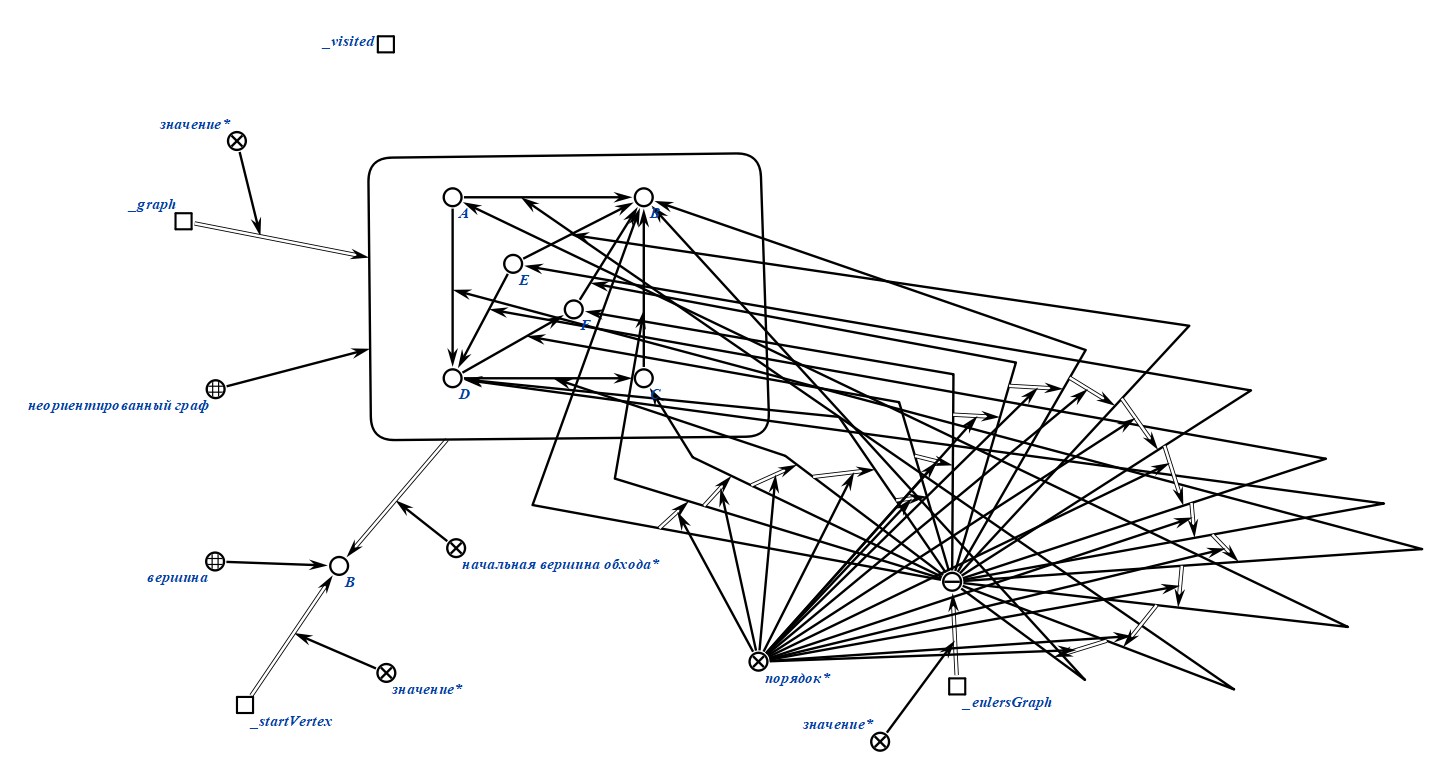 _visited
значение*
_graph
A
B
E
F
D
C
неориентированный граф
вершина
B
начальная вершина обхода*
значение*
_startVertex
порядок*
_eulersGraph
значение*